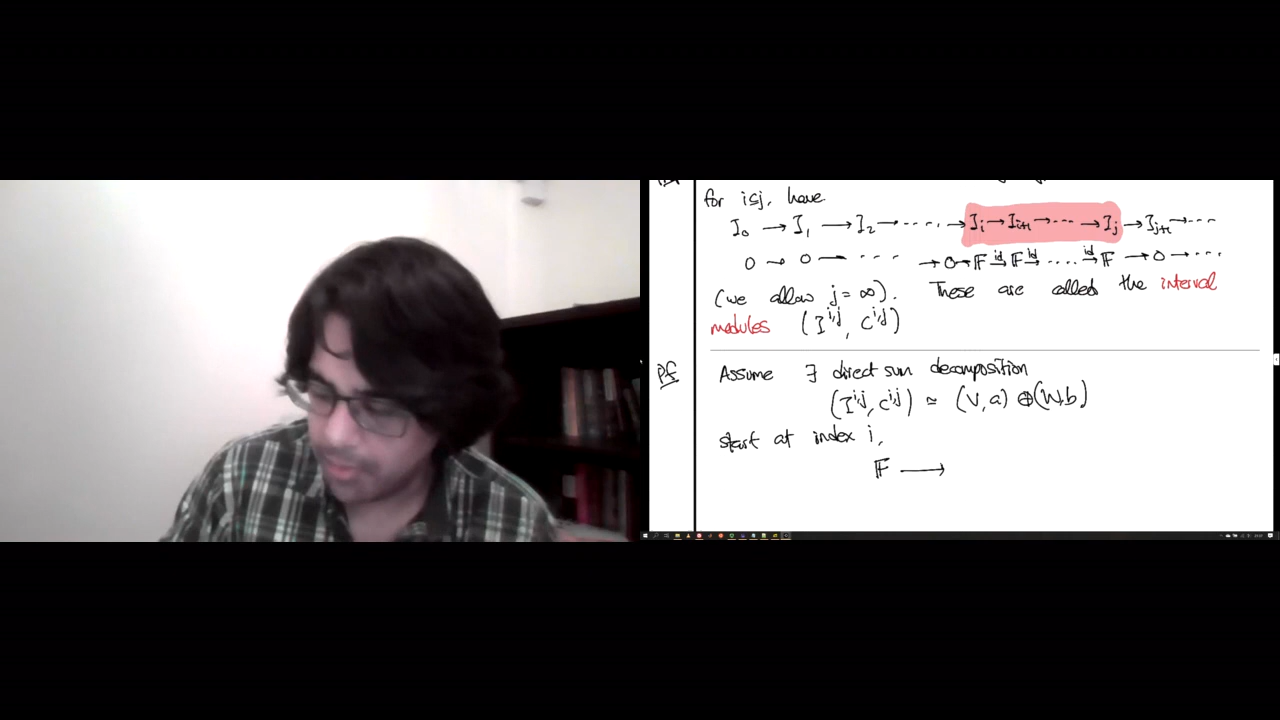 for i≤j, have
I₀ → I₁ → I₂ → ···· → Iᵢ → Iᵢ₊₁ → ··· → Iⱼ → Iⱼ₊₁ → ···
0 → 0 → ··· → 0 → 𝔽 →id 𝔽 →id ···· →id 𝔽 → 0 → ···
(we allow j = ∞). These are called the interval
modules (I^{i,j}, c^{i,j})
Pf Assume ∃ direct sum decomposition
(I^{i,j}, c^{i,j}) ≃ (V, a) ⊕ (W, b)
start at index i,
𝔽 →